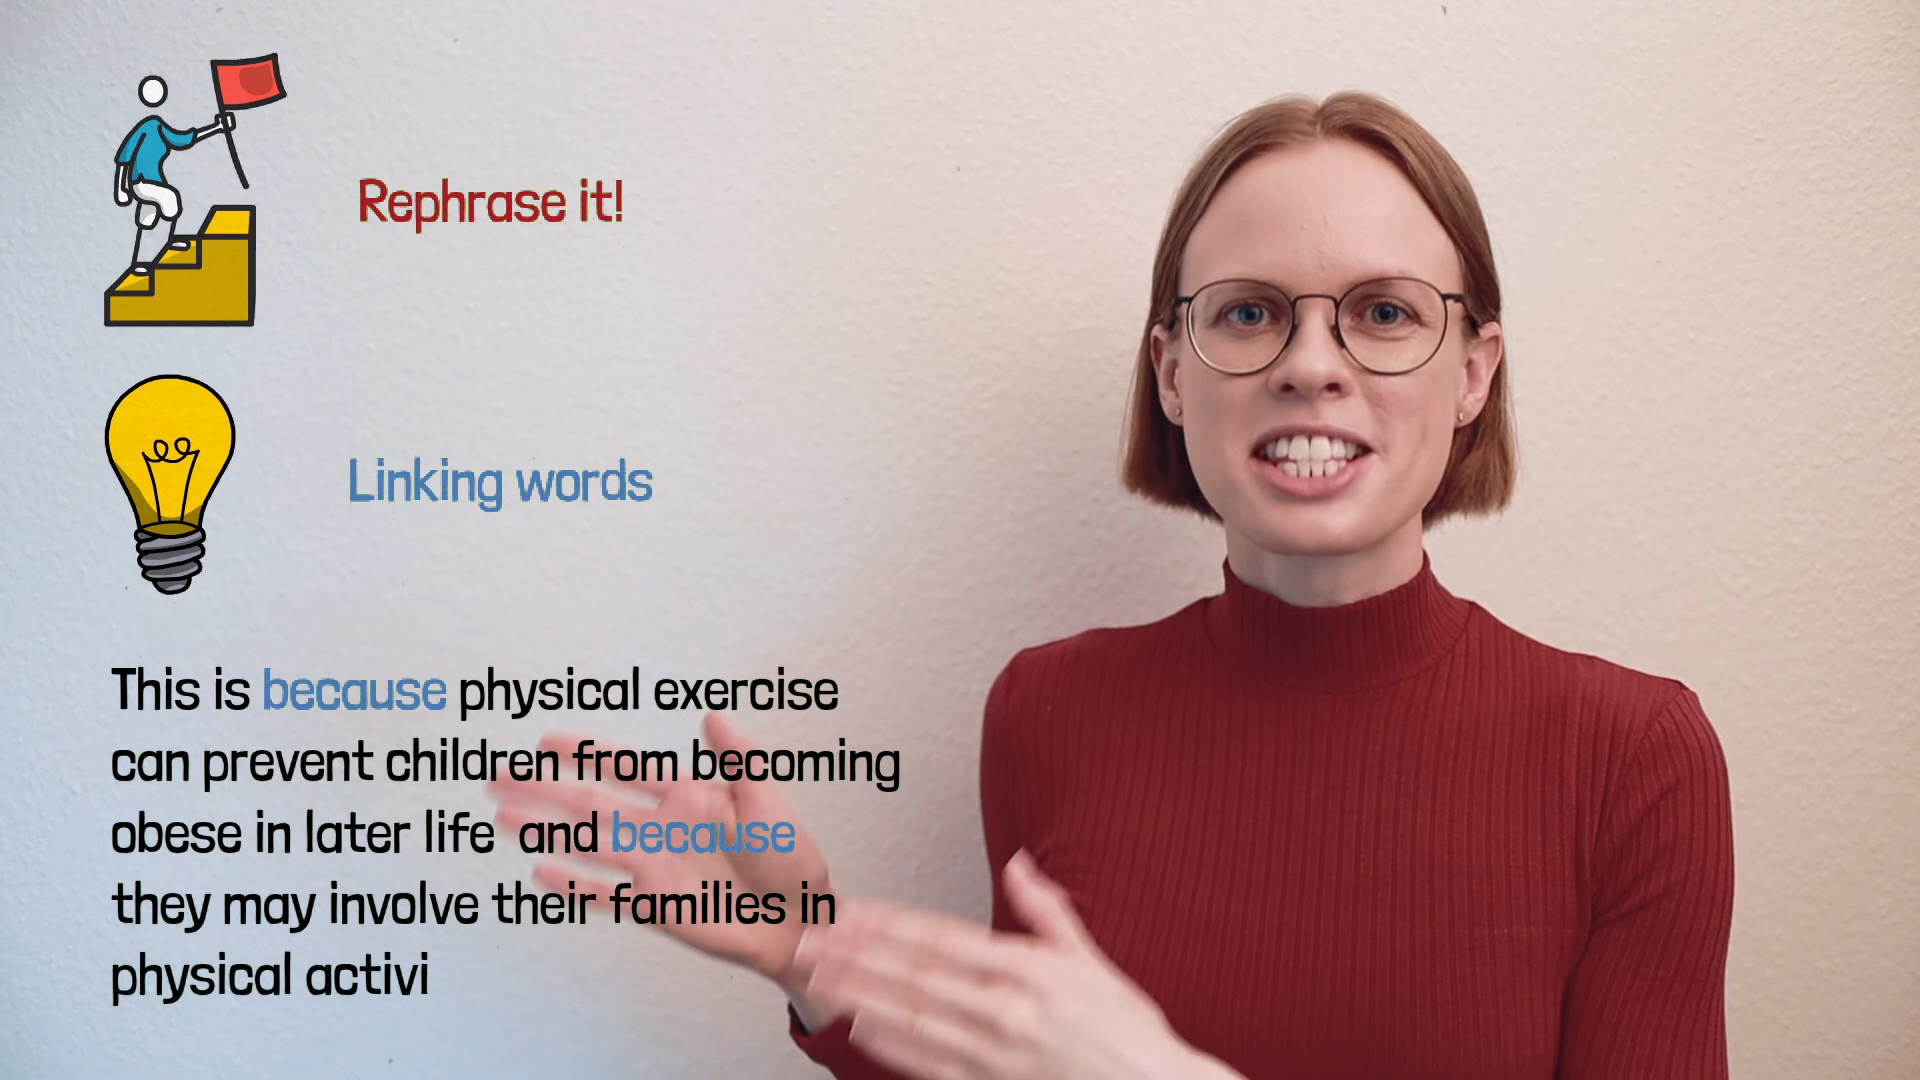 Rephrase it!
Linking words
This is because physical exercise
can prevent children from becoming
obese in later life and because
they may involve their families in
physical activi